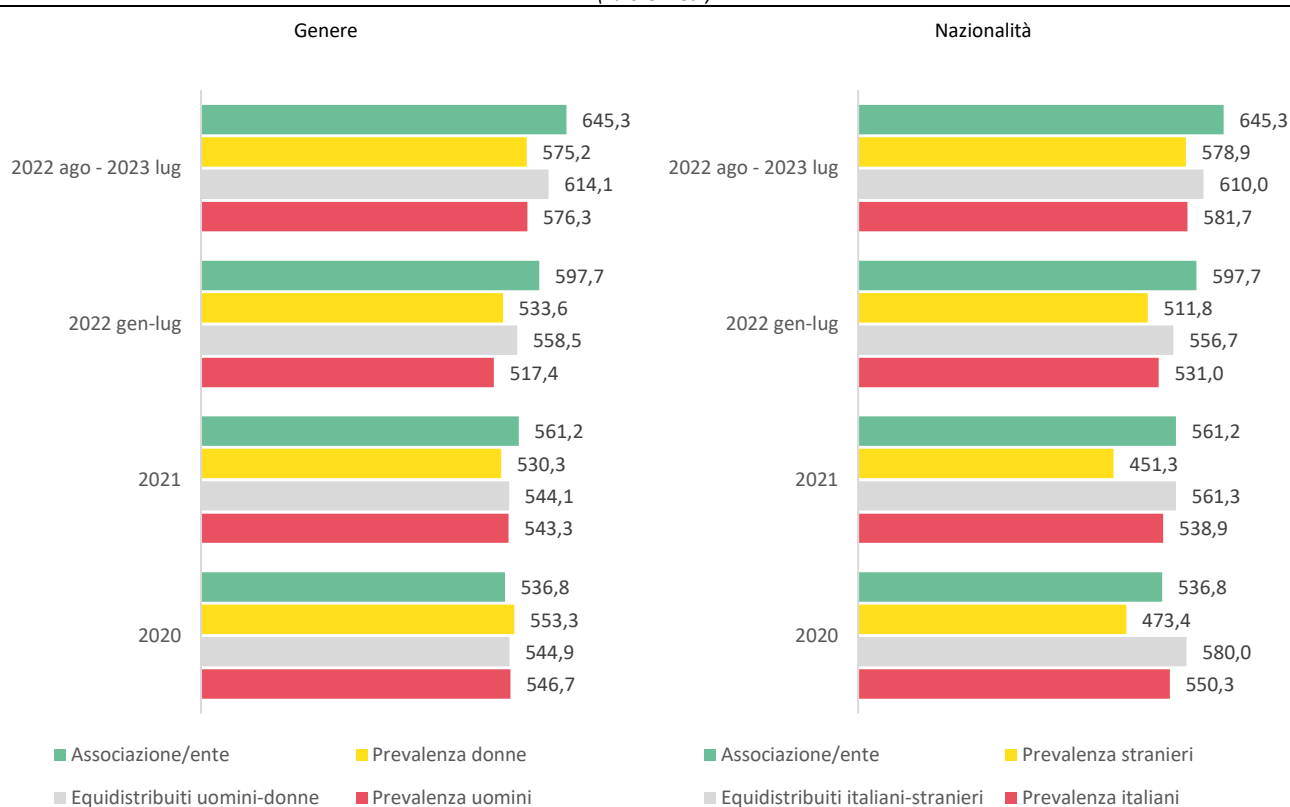 Genere
2022 ago - 2023 lug
645,3
575,2
614,1
576,3
2022 gen-lug
597,7
533,6
558,5
517,4
2021
561,2
530,3
544,1
543,3
2020
536,8
553,3
544,9
546,7
Associazione/ente
Prevalenza donne
Equidistribuiti uomini-donne
Prevalenza uomini
Nazionalità
2022 ago - 2023 lug
645,3
578,9
610,0
581,7
2022 gen-lug
597,7
511,8
556,7
531,0
2021
561,2
451,3
561,3
538,9
2020
536,8
473,4
580,0
550,3
Associazione/ente
Prevalenza stranieri
Equidistribuiti italiani-stranieri
Prevalenza italiani